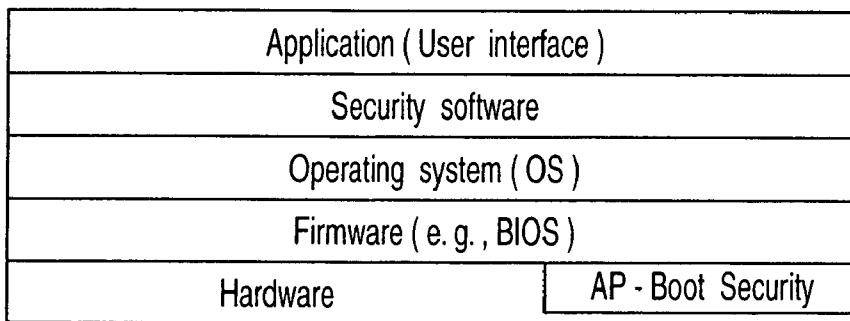 Application ( User interface )
Security software
Operating system ( OS )
Firmware ( e. g. , BIOS )
Hardware
AP - Boot Security